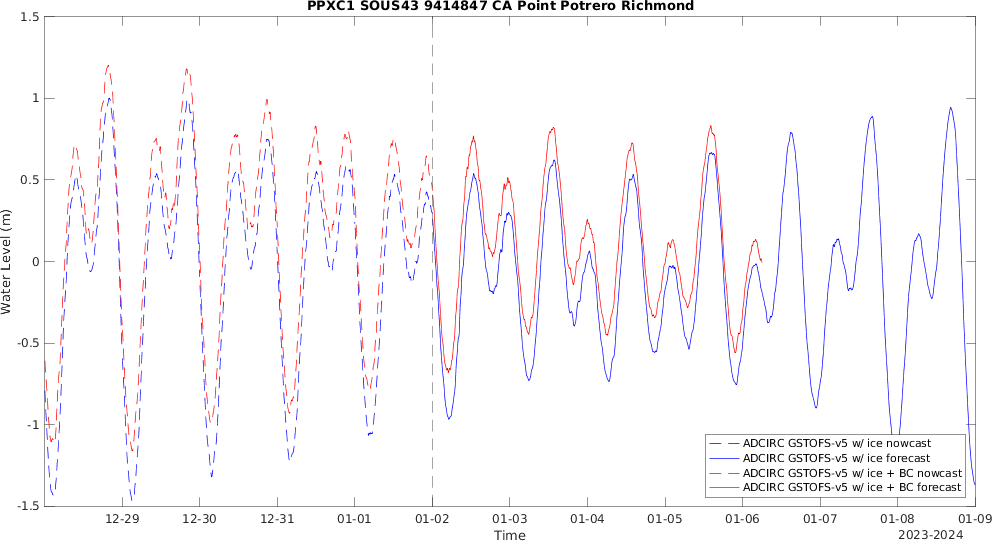 PPXC1 SOUS43 9414847 CA Point Potrero Richmond
Water Level (m)
1.5
1
0.5
0
-0.5
-1
-1.5
12-29 12-30 12-31 01-01 01-02 01-03 01-04 01-05 01-06 01-07 01-08 01-09
Time
2023-2024
ADCIRC GSTOFS-v5 w/ ice nowcast
ADCIRC GSTOFS-v5 w/ ice forecast
ADCIRC GSTOFS-v5 w/ ice + BC nowcast
ADCIRC GSTOFS-v5 w/ ice + BC forecast